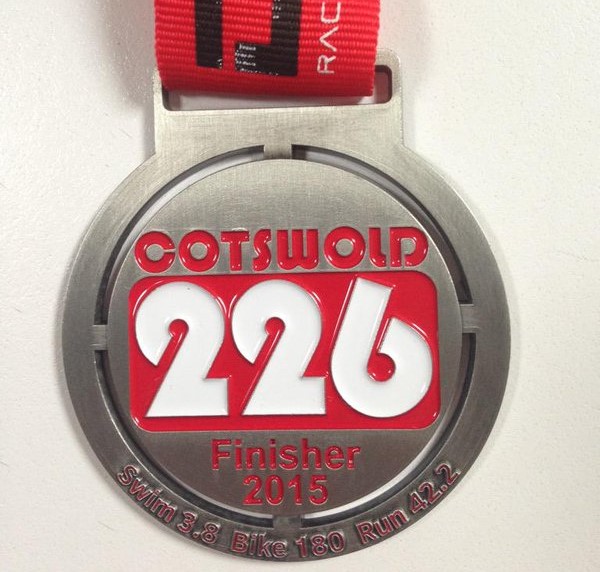 RAC
COTSWOLD
226
Finisher
2015
Swim 3.8 Bike 180 Run 42.2